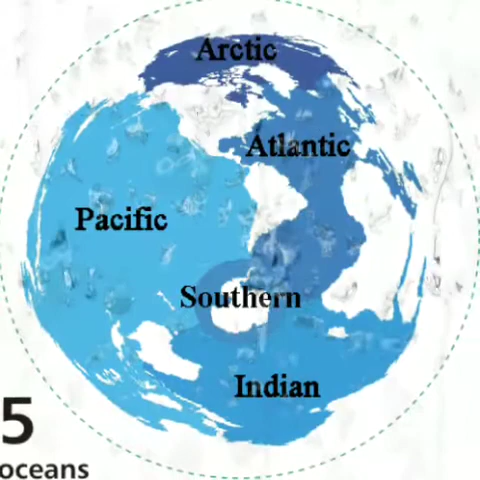 Arctic
Atlantic
Pacific
Southern
Indian
5
oceans